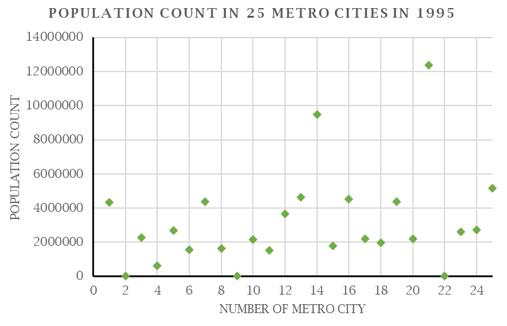 POPULATION COUNT IN 25 METRO CITIES IN 1995
14000000
12000000
10000000
8000000
6000000
4000000
2000000
0
POPULATION COUNT
0 2 4 6 8 10 12 14 16 18 20 22 24
NUMBER OF METRO CITY